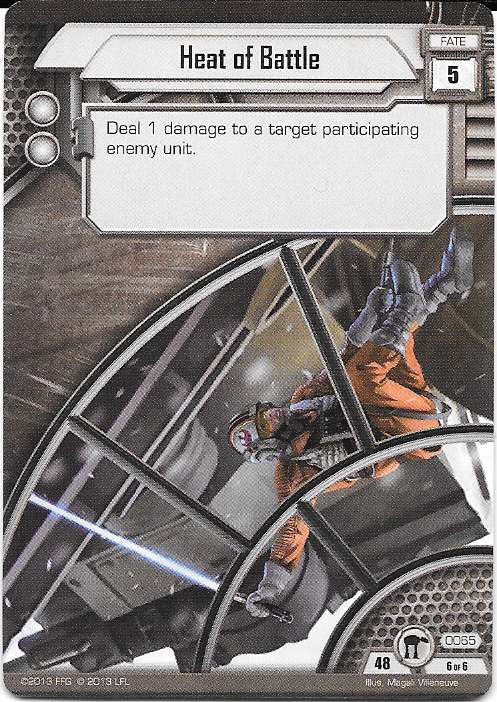 Heat of Battle
FATE
5
Deal 1 damage to a target participating
enemy unit.
0065
48
6 OF 6
©2013 FFG © 2013 LFL
Illus. Magali Villeneuve